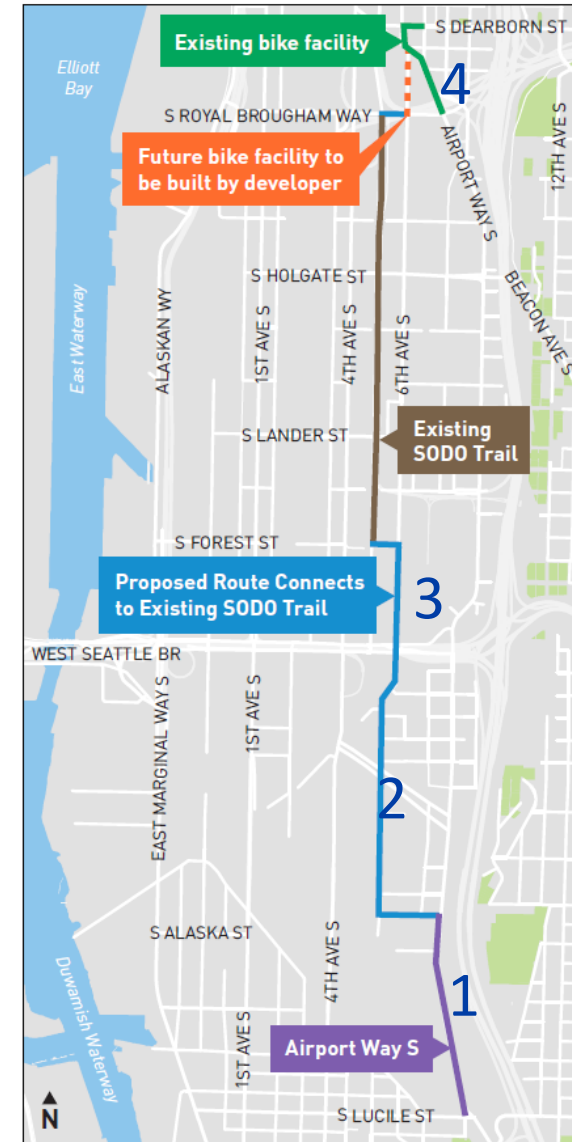 S DEARBORN ST
Existing bike facility
Elliott
Bay
4
S ROYAL BROUGHAM WAY
Future bike facility to
be built by developer
AIRPORT WAY S
12TH AVE S
S HOLGATE ST
BEACON AVE S
East Waterway
ALASKAN WY
1ST AVE S
4TH AVE S
6TH AVE S
S LANDER ST
Existing
SODO Trail
S FOREST ST
Proposed Route Connects
to Existing SODO Trail
3
WEST SEATTLE BR
EAST MARGINAL WAY S
1ST AVE S
2
S ALASKA ST
4TH AVE S
Duwamish Waterway
1
1ST AVE S
Airport Way S
N
S LUCILE ST